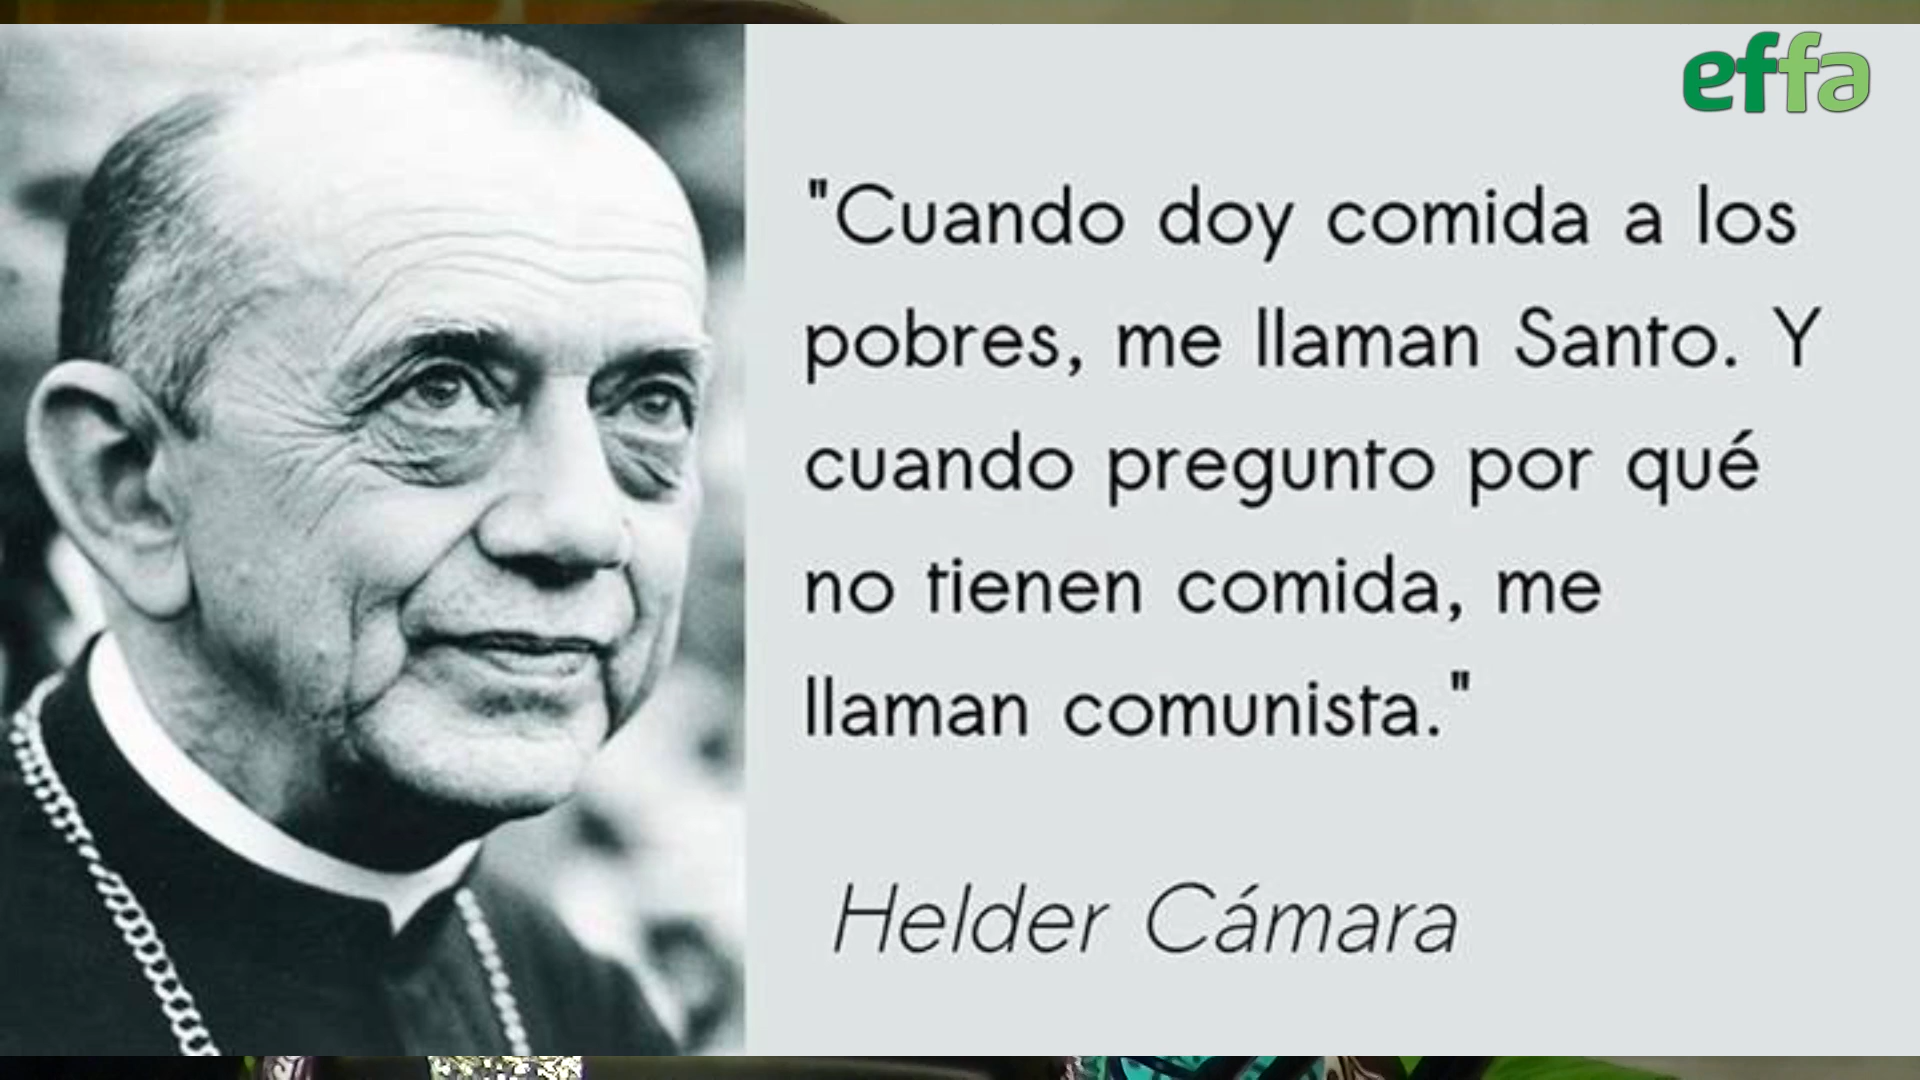 effa
"Cuando doy comida a los
pobres, me llaman Santo. Y
cuando pregunto por qué
no tienen comida, me
llaman comunista."
Helder Cámara